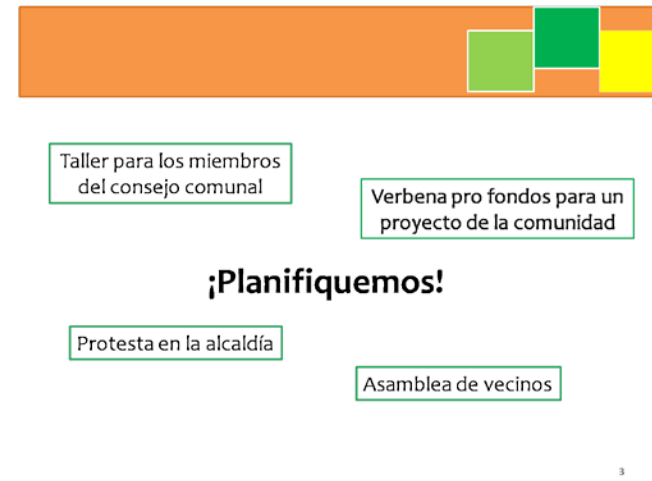 Taller para los miembros
del consejo comunal
Verbena pro fondos para un
proyecto de la comunidad
¡Planifiquemos!
Protesta en la alcaldía
Asamblea de vecinos
3